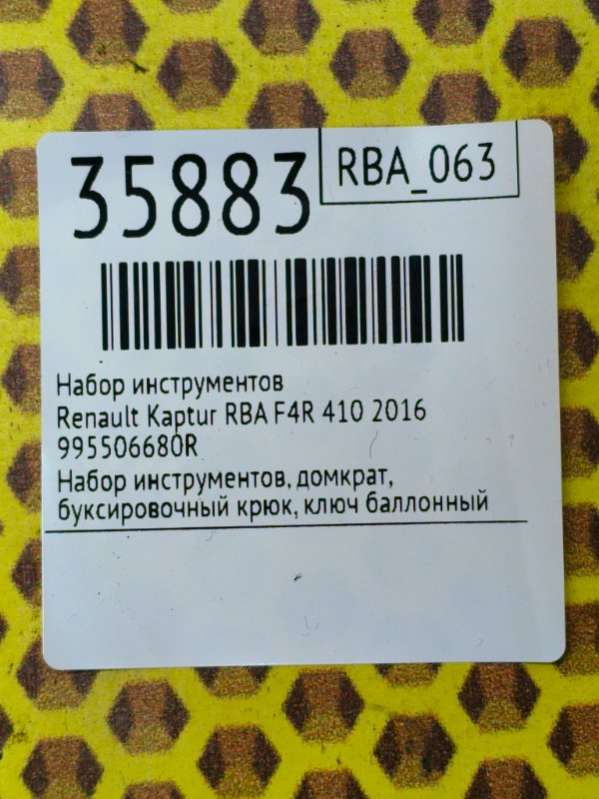 35883
RBA_063
Набор инструментов
Renault Kaptur RBA F4R 410 2016
995506680R
Набор инструментов, домкрат,
буксировочный крюк, ключ баллонный